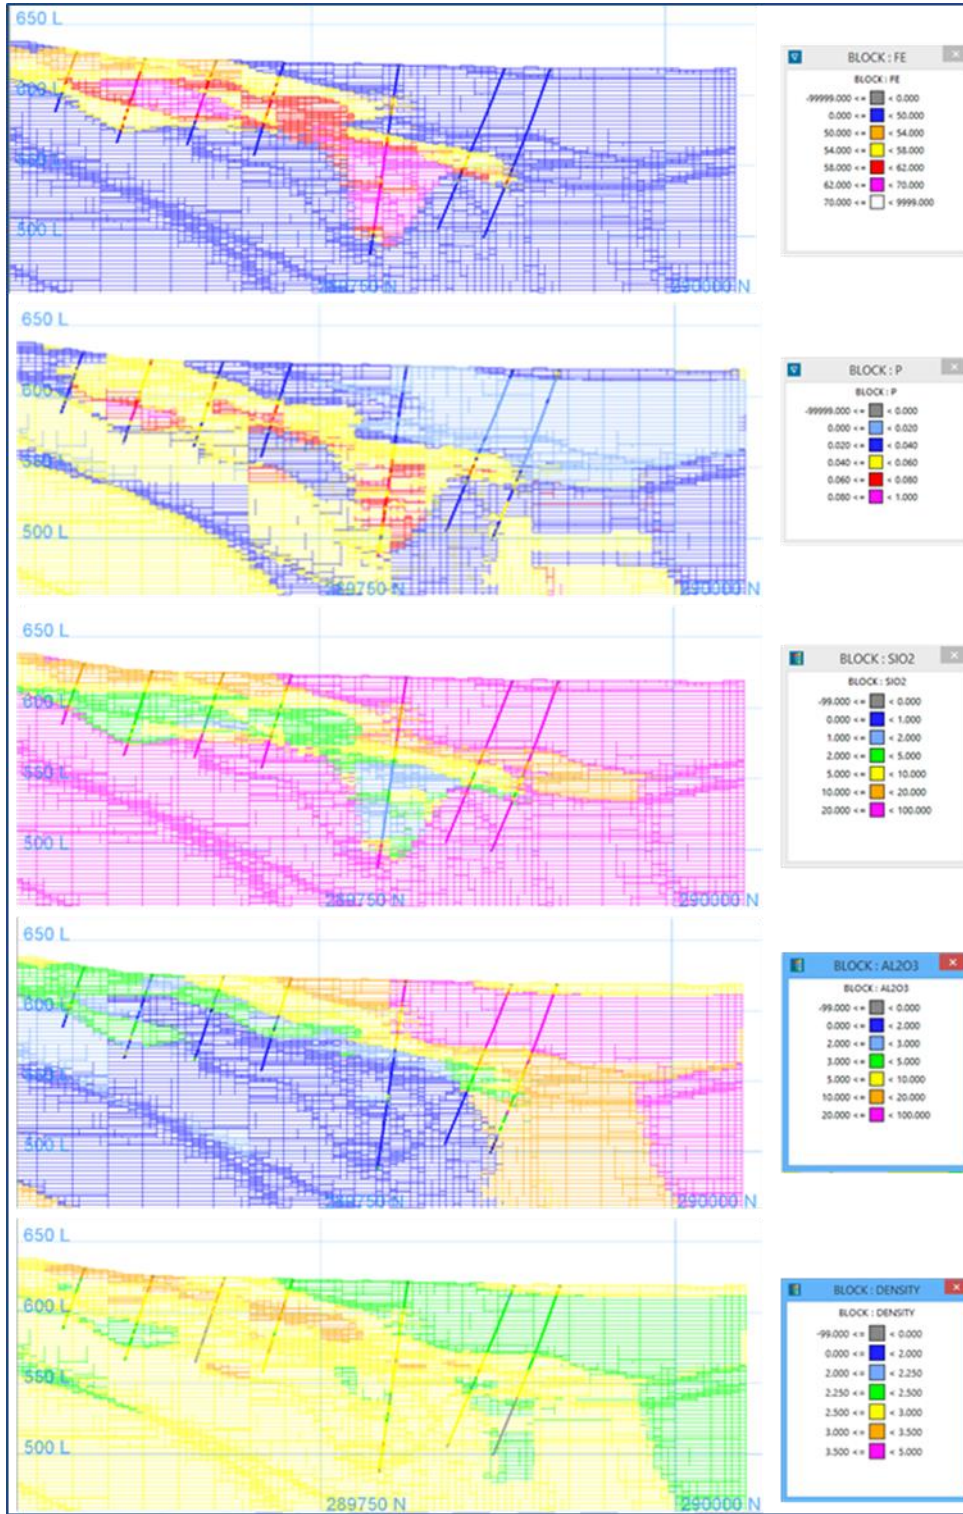 650 L
600 L
550 L
500 L
289750 N
290000 N
BLOCK : FE
BLOCK : FE
-99999.000 <= < 0.000
0.000 <= < 50.000
50.000 <= < 54.000
54.000 <= < 58.000
58.000 <= < 62.000
62.000 <= < 70.000
70.000 <= < 9999.000
650 L
600 L
550 L
500 L
289750 N
290000 N
BLOCK : P
BLOCK : P
-99999.000 <= < 0.000
0.000 <= < 0.020
0.020 <= < 0.040
0.040 <= < 0.060
0.060 <= < 0.080
0.080 <= < 1.000
650 L
600 L
550 L
500 L
289750 N
290000 N
BLOCK : SIO2
BLOCK : SIO2
-99.000 <= < 0.000
0.000 <= < 1.000
1.000 <= < 2.000
2.000 <= < 5.000
5.000 <= < 10.000
10.000 <= < 20.000
20.000 <= < 100.000
650 L
600 L
550 L
500 L
289750 N
290000 N
BLOCK : AL2O3
BLOCK : AL2O3
-99.000 <= < 0.000
0.000 <= < 2.000
2.000 <= < 3.000
3.000 <= < 5.000
5.000 <= < 10.000
10.000 <= < 20.000
20.000 <= < 100.000
650 L
600 L
550 L
500 L
289750 N
290000 N
BLOCK : DENSITY
BLOCK : DENSITY
-99.000 <= < 0.000
0.000 <= < 2.000
2.000 <= < 2.250
2.250 <= < 2.500
2.500 <= < 3.000
3.000 <= < 3.500
3.500 <= < 5.000